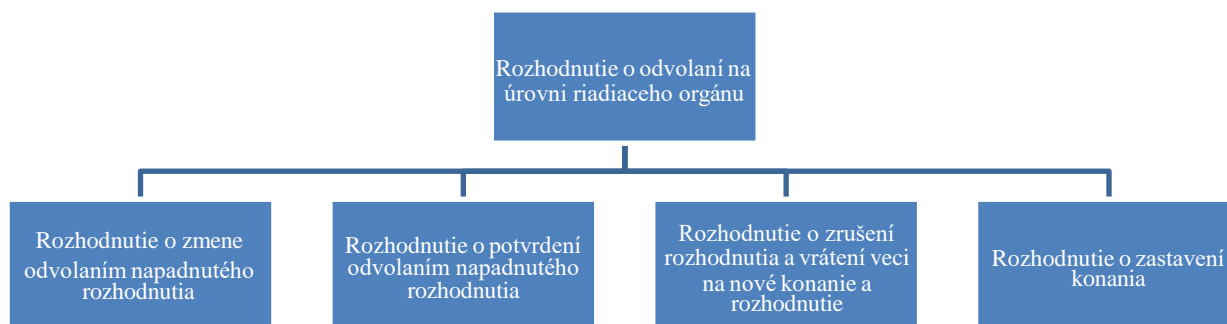 Rozhodnutie o odvolaní na
úrovni riadiaceho orgánu
Rozhodnutie o zmene
odvolaním napadnutého
rozhodnutia
Rozhodnutie o potvrdení
odvolaním napadnutého
rozhodnutia
Rozhodnutie o zrušení
rozhodnutia a vrátení veci
na nové konanie a
rozhodnutie
Rozhodnutie o zastavení
konania